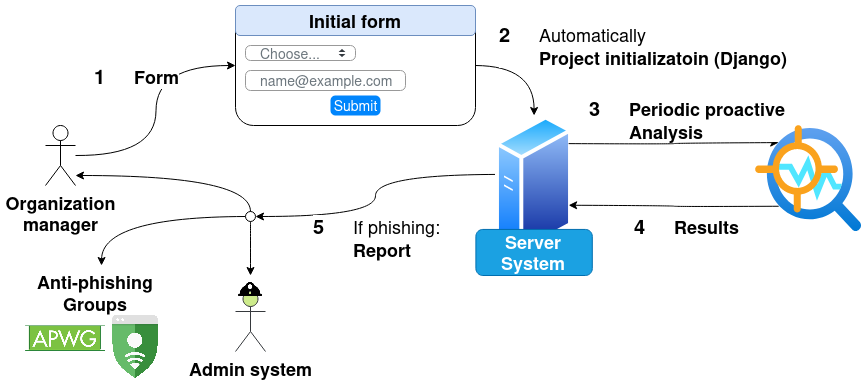 Initial form
Choose...
name@example.com
Submit
1 Form
2 Automatically
Project initializatoin (Django)
3 Periodic proactive
Analysis
Organization
manager
Server
System
4 Results
5 If phishing:
Report
Anti-phishing
Groups
APWG
Admin system